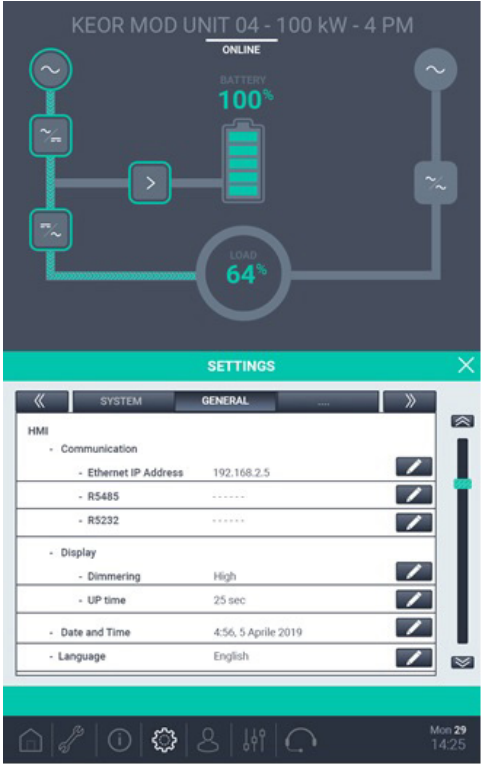 KEOR MOD UNIT 04 - 100 kW - 4 PM
ONLINE
BATTERY
100%
LOAD
64%
SETTINGS
SYSTEM GENERAL ....
HMI
- Communication
- Ethernet IP Address 192.168.2.5
- R5485 - - - - - -
- R5232 - - - - - -
- Display
- Dimmering High
- UP time 25 sec
- Date and Time 4:56, 5 Aprile 2019
- Language English
Mon 29
14:25